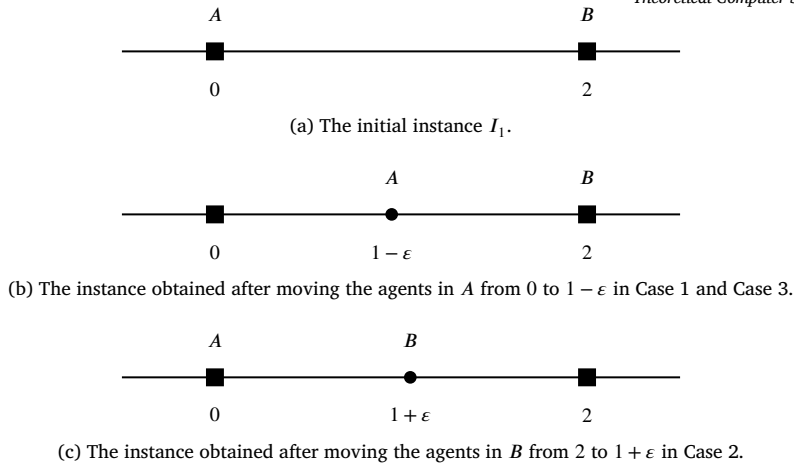 Theoretical Computer
A B
0 2
(a) The initial instance I₁.
A B
0 1 − ε 2
(b) The instance obtained after moving the agents in A from 0 to 1 − ε in Case 1 and Case 3.
A B
0 1 + ε 2
(c) The instance obtained after moving the agents in B from 2 to 1 + ε in Case 2.